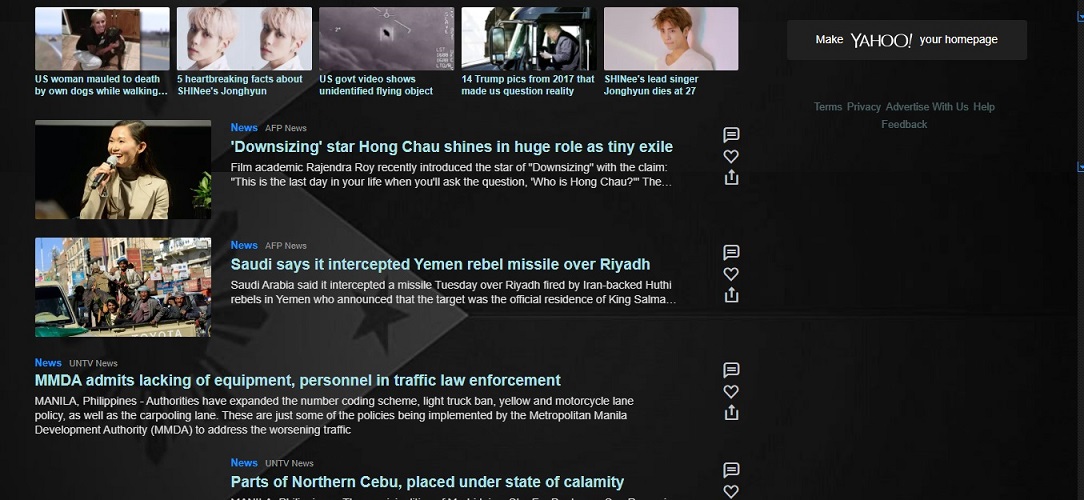 US woman mauled to death
by own dogs while walking...
5 heartbreaking facts about
SHINee's Jonghyun
US govt video shows
unidentified flying object
14 Trump pics from 2017 that
made us question reality
SHINee's lead singer
Jonghyun dies at 27
Make YAHOO! your homepage
Terms Privacy Advertise With Us Help
Feedback
News AFP News
'Downsizing' star Hong Chau shines in huge role as tiny exile
Film academic Rajendra Roy recently introduced the star of "Downsizing" with the claim:
"This is the last day in your life when you'll ask the question, 'Who is Hong Chau?'" The...
News AFP News
Saudi says it intercepted Yemen rebel missile over Riyadh
Saudi Arabia said it intercepted a missile Tuesday over Riyadh fired by Iran-backed Huthi
rebels in Yemen who announced that the target was the official residence of King Salma...
TOYOTA
News UNTV News
MMDA admits lacking of equipment, personnel in traffic law enforcement
MANILA, Philippines - Authorities have expanded the number coding scheme, light truck ban, yellow and motorcycle lane
policy, as well as the carpooling lane. These are just some of the policies being implemented by the Metropolitan Manila
Development Authority (MMDA) to address the worsening traffic
News UNTV News
Parts of Northern Cebu, placed under state of calamity